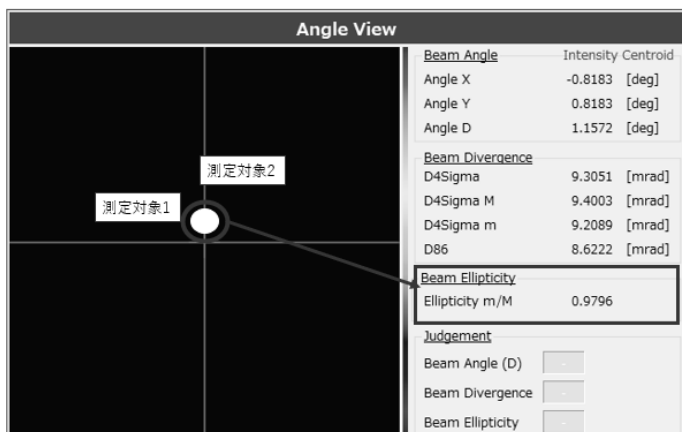 Angle View
測定対象2
測定対象1
Beam Angle Intensity Centroid
Angle X -0.8183 [deg]
Angle Y 0.8183 [deg]
Angle D 1.1572 [deg]
Beam Divergence
D4Sigma 9.3051 [mrad]
D4Sigma M 9.4003 [mrad]
D4Sigma m 9.2089 [mrad]
D86 8.6222 [mrad]
Beam Ellipticity
Ellipticity m/M 0.9796
Judgement
Beam Angle (D) -
Beam Divergence -
Beam Ellipticity -